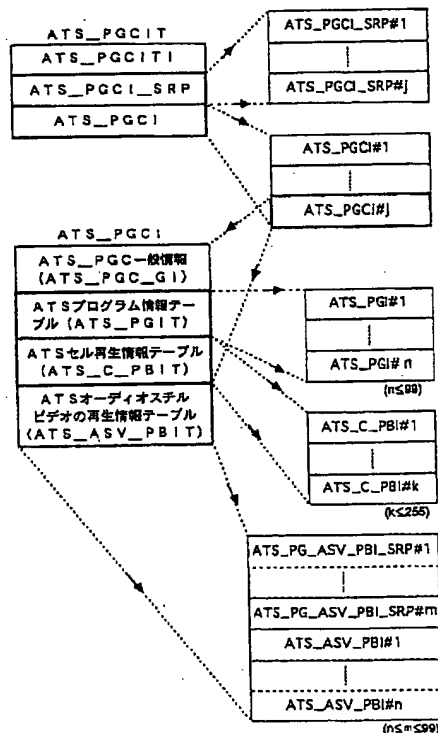 ATS_PGCIT
ATS_PGCITI
ATS_PGCI_SRP
ATS_PGCI
ATS_PGCI_SRP#1
ATS_PGCI_SRP#j
ATS_PGCI#1
ATS_PGCI#j
ATS_PGCI
ATS_PGC一般情報
(ATS_PGC_GI)
ATSプログラム情報テー
ブル(ATS_PGIT)
ATSセル再生情報テーブル
(ATS_C_PBIT)
ATSオーディオスチル
ビデオの再生情報テーブル
(ATS_ASV_PBIT)
ATS_PGI#1
ATS_PGI#n
(n≤99)
ATS_C_PBI#1
ATS_C_PBI#k
(k≤255)
ATS_PG_ASV_PBI_SRP#1
ATS_PG_ASV_PBI_SRP#m
ATS_ASV_PBI#1
ATS_ASV_PBI#n
(n≤m≤99)